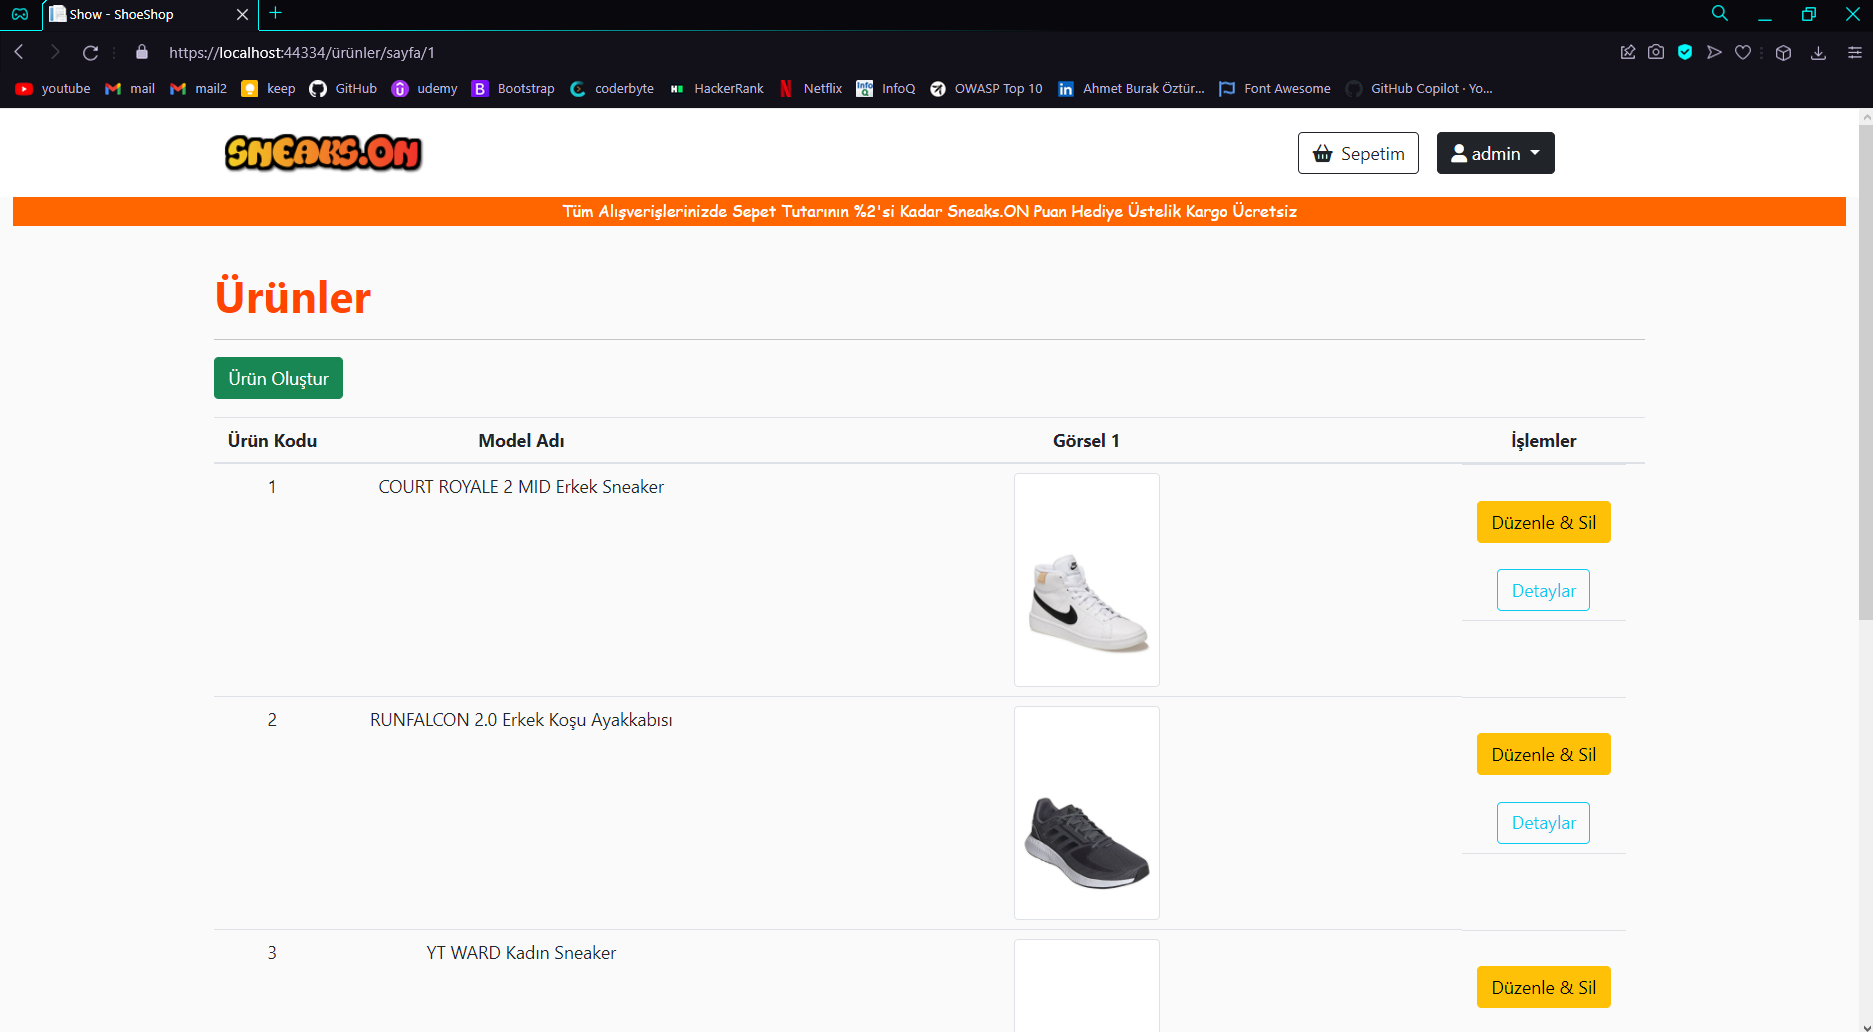 Show - ShoeShop
https://localhost:44334/ürünler/sayfa/1
youtube mail mail2 keep GitHub udemy Bootstrap coderbyte HackerRank Netflix InfoQ OWASP Top 10 Ahmet Burak Öztür... Font Awesome GitHub Copilot · Yo...
SNEAKS.ON Sepetim admin
Tüm Alışverişlerinizde Sepet Tutarının %2'si Kadar Sneaks.ON Puan Hediye Üstelik Kargo Ücretsiz
Ürünler
Ürün Oluştur
Ürün Kodu Model Adı Görsel 1 İşlemler
1 COURT ROYALE 2 MID Erkek Sneaker
Düzenle & Sil
Detaylar
2 RUNFALCON 2.0 Erkek Koşu Ayakkabısı
Düzenle & Sil
Detaylar
3 YT WARD Kadın Sneaker
Düzenle & Sil